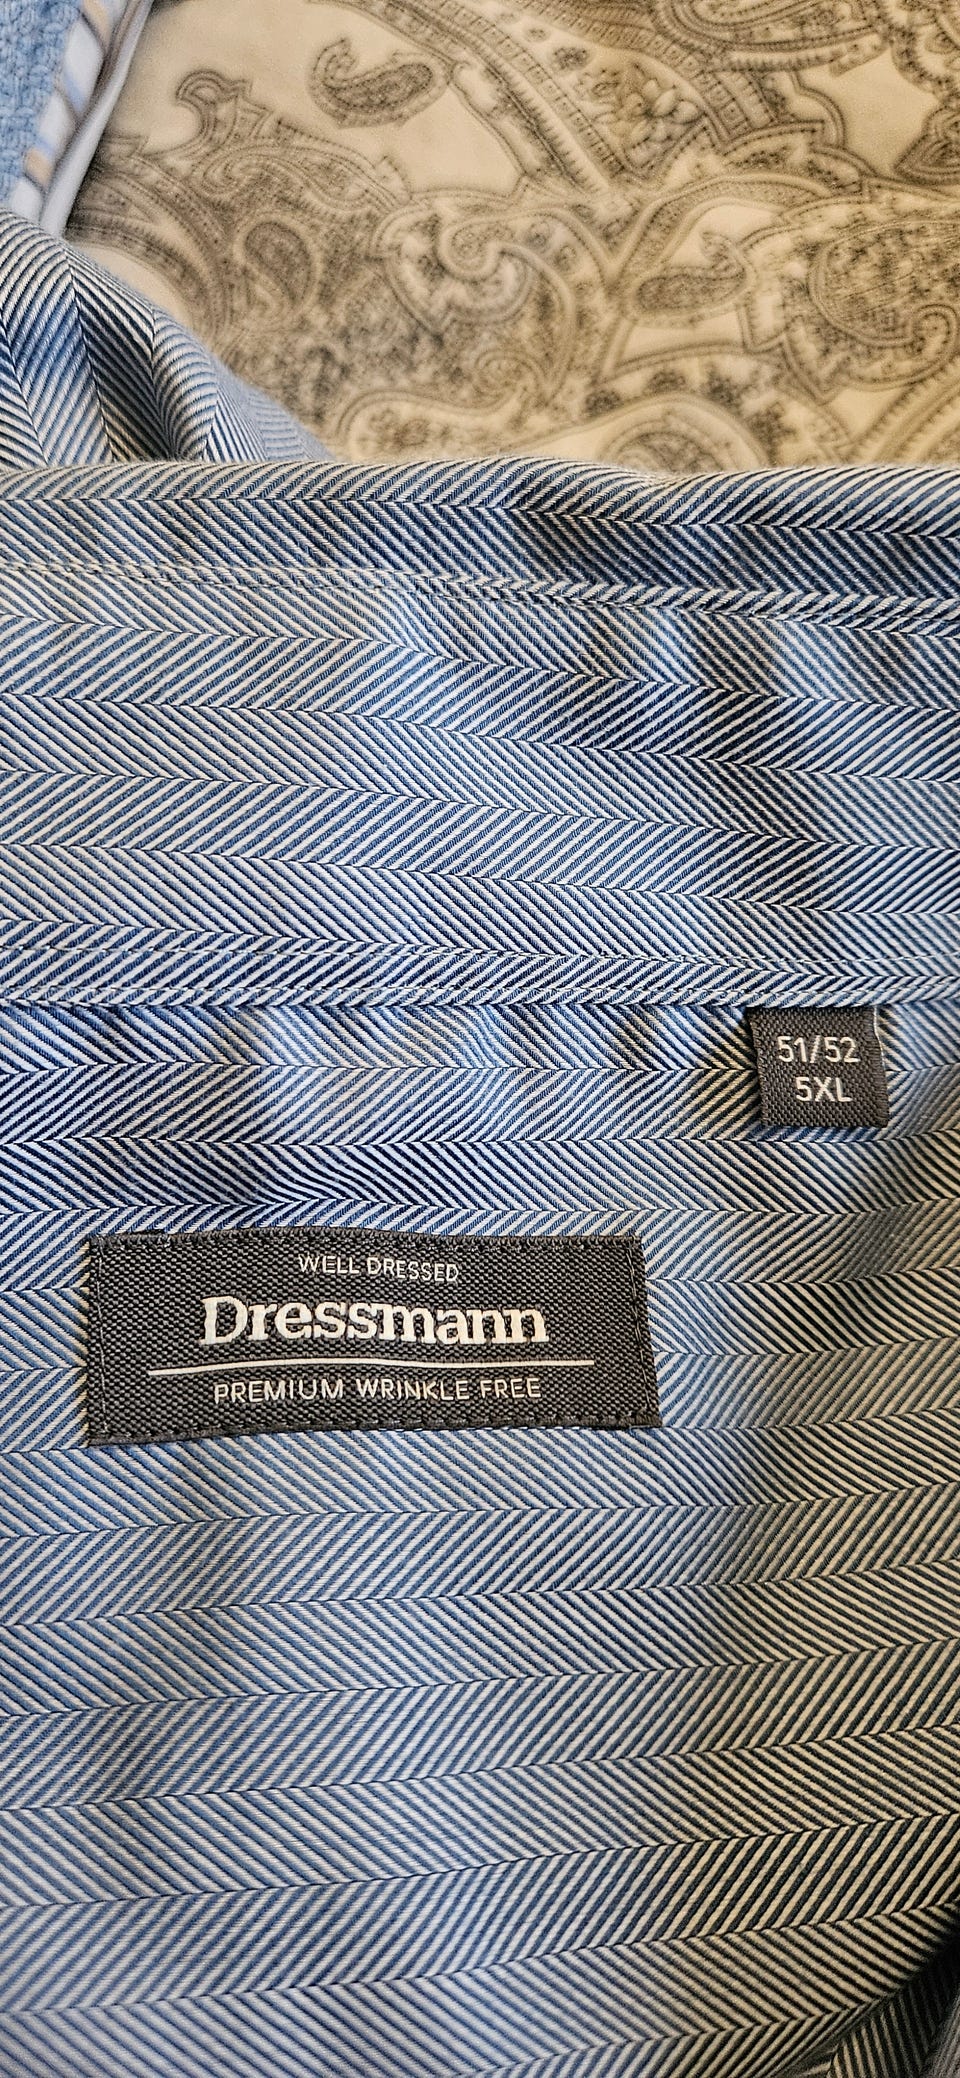 51/52
5XL
WELL DRESSED
Dressmann
PREMIUM WRINKLE FREE